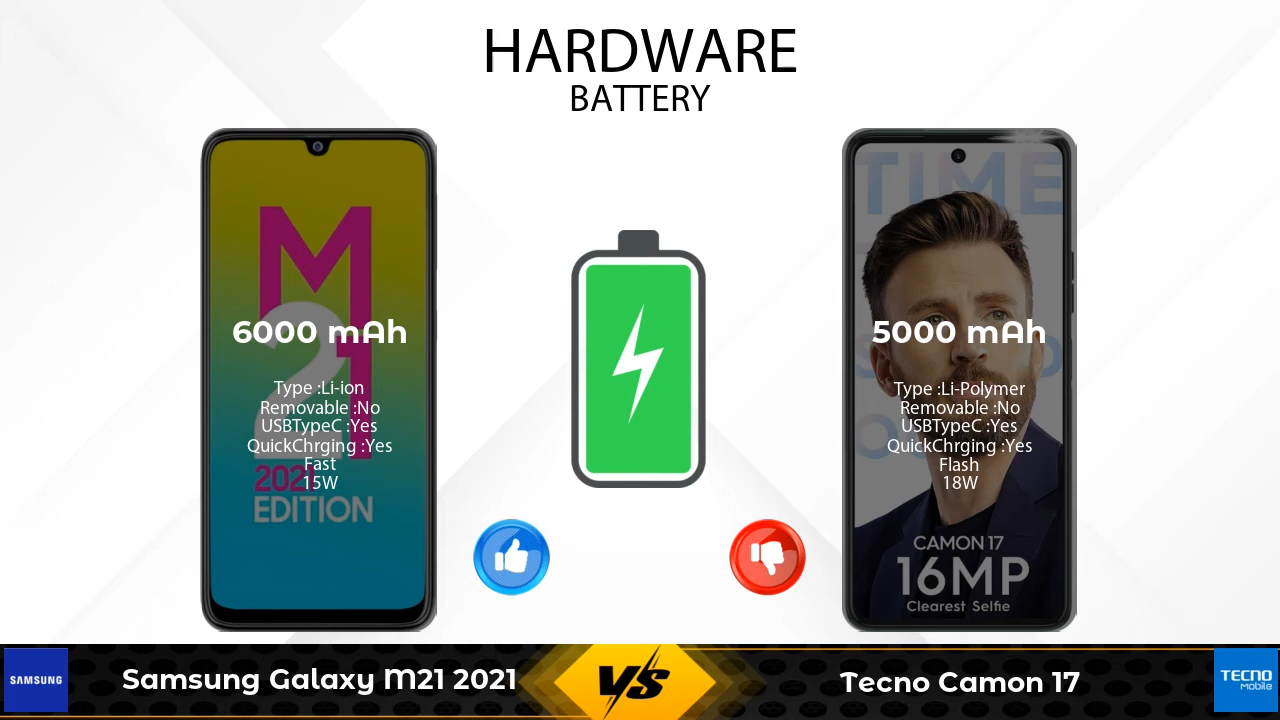 HARDWARE
BATTERY
M
21
2021
EDITION
6000 mAh
Type :Li-ion
Removable :No
USBTypeC :Yes
QuickChrging :Yes
Fast
15W
TIME
5000 mAh
Type :Li-Polymer
Removable :No
USBTypeC :Yes
QuickChrging :Yes
Flash
18W
CAMON 17
16MP
Clearest Selfie
SAMSUNG
Samsung Galaxy M21 2021
VS
Tecno Camon 17
TECNO
mobile